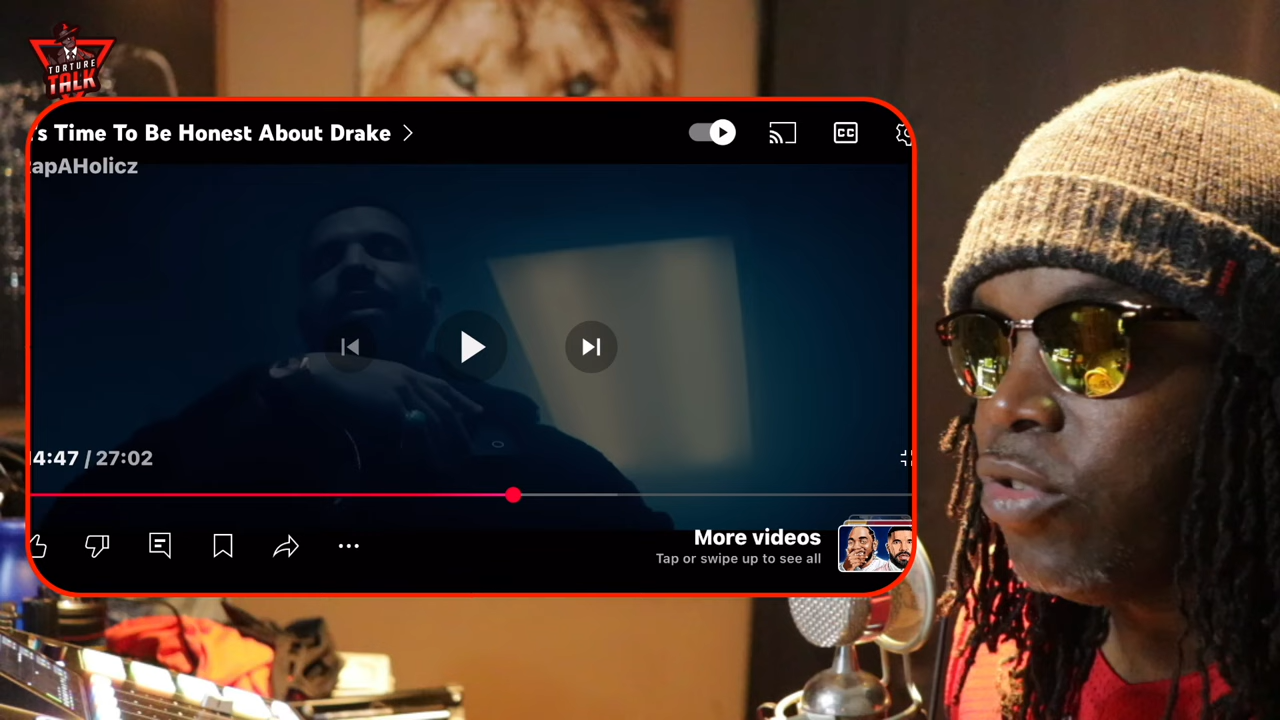 TORTURE
TALK
's Time To Be Honest About Drake
apAHolicz
CC
4:47 / 27:02
More videos
Tap or swipe up to see all